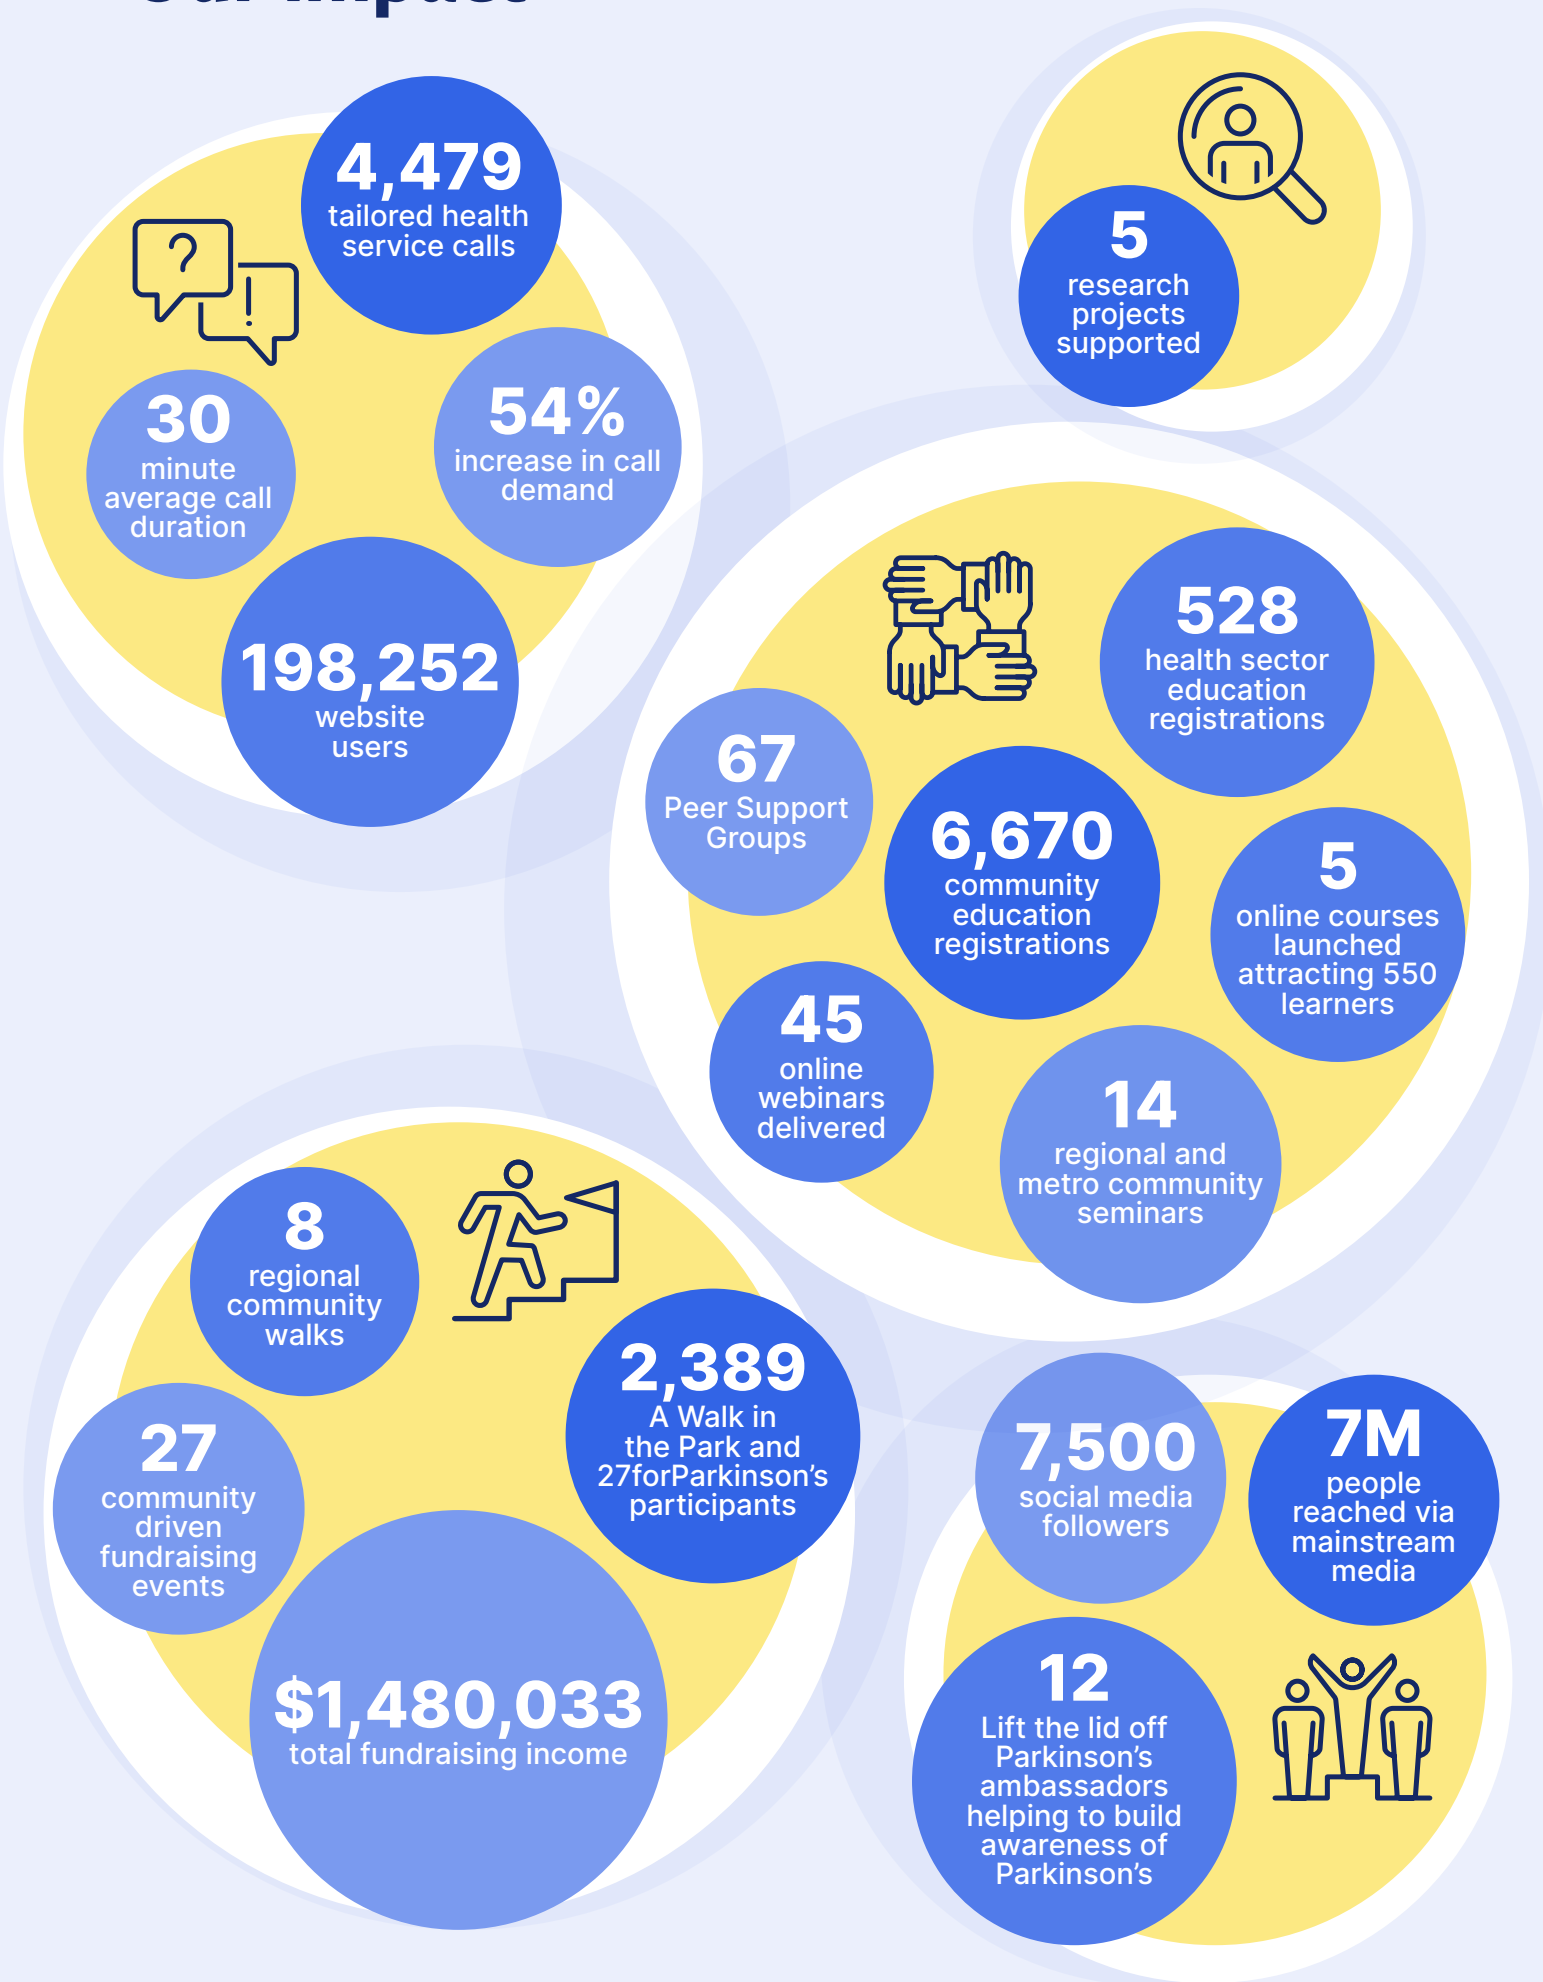 Our Impact
4,479
tailored health
service calls
?
!
30
minute
average call
duration
54%
increase in call
demand
198,252
website
users
5
research
projects
supported
528
health sector
education
registrations
67
Peer Support
Groups
6,670
community
education
registrations
5
online courses
launched
attracting 550
learners
45
online
webinars
delivered
14
regional and
metro community
seminars
8
regional
community
walks
2,389
A Walk in
the Park and
27forParkinson’s
participants
27
community
driven
fundraising
events
$1,480,033
total fundraising income
7,500
social media
followers
7M
people
reached via
mainstream
media
12
Lift the lid off
Parkinson’s
ambassadors
helping to build
awareness of
Parkinson’s